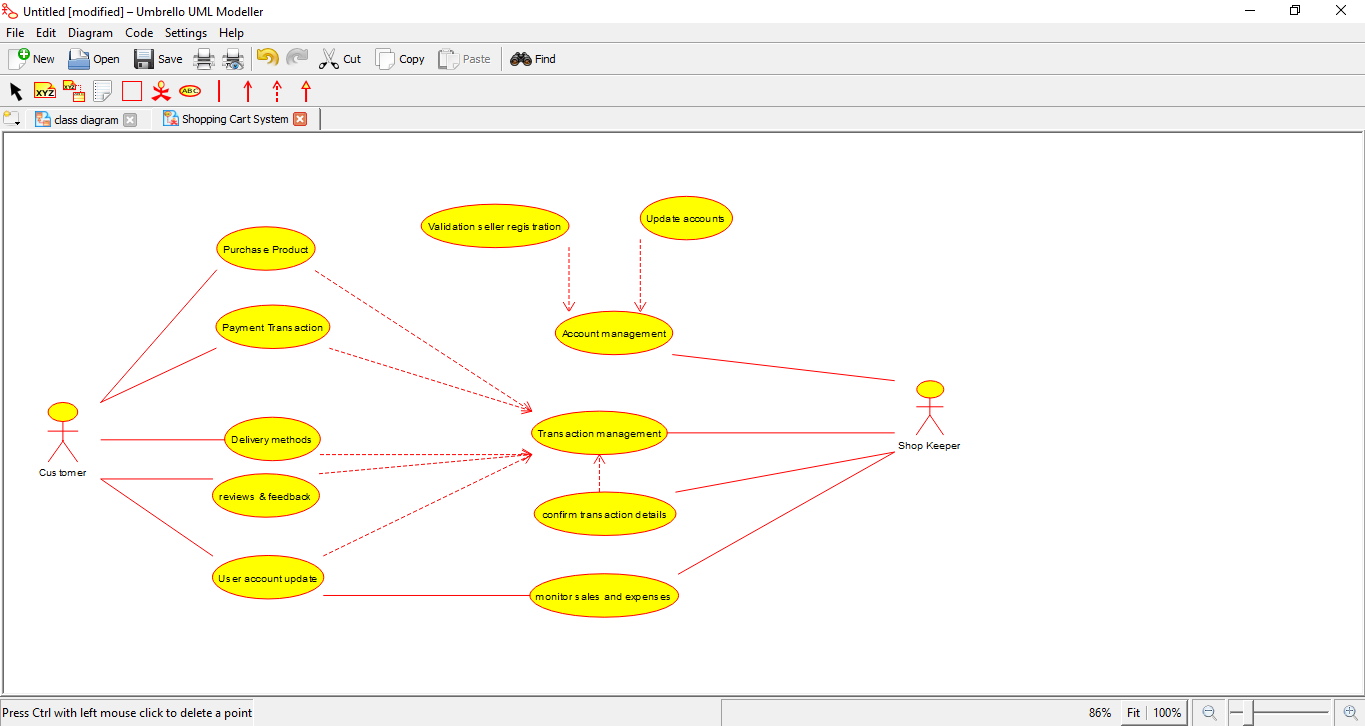 Untitled [modified] – Umbrello UML Modeller
File Edit Diagram Code Settings Help
New Open Save Cut Copy Paste Find
XYZ XYZ ABC
class diagram Shopping Cart System
Update accounts
Validation seller registration
Purchase Product
Payment Transaction
Account management
Delivery methods
Transaction management
Shop Keeper
Customer
reviews & feedback
confirm transaction details
User account update
monitor sales and expenses
Press Ctrl with left mouse click to delete a point
86% Fit 100%